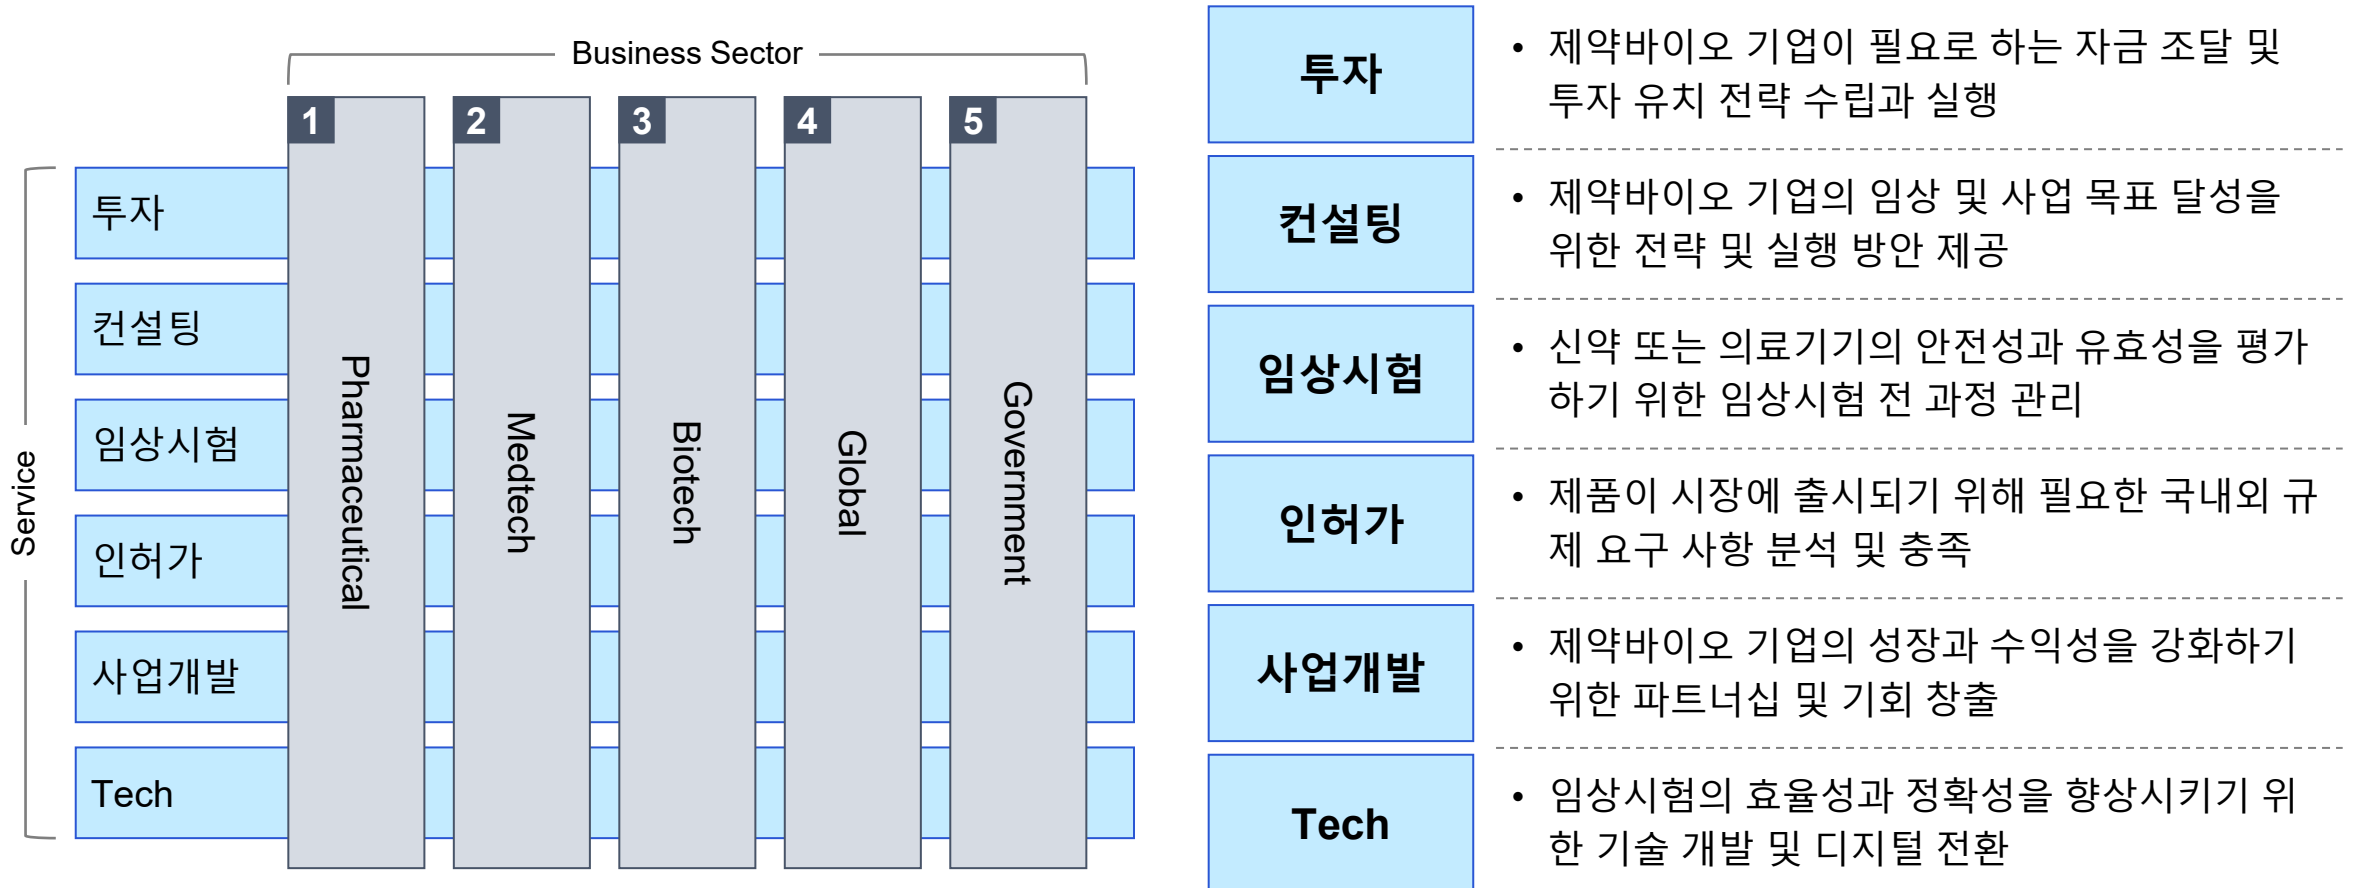 Business Sector
1
2
3
4
5
Service
투자
컨설팅
임상시험
인허가
사업개발
Tech
Pharmaceutical
Medtech
Biotech
Global
Government
투자
• 제약바이오 기업이 필요로 하는 자금 조달 및
투자 유치 전략 수립과 실행
컨설팅
• 제약바이오 기업의 임상 및 사업 목표 달성을
위한 전략 및 실행 방안 제공
임상시험
• 신약 또는 의료기기의 안전성과 유효성을 평가
하기 위한 임상시험 전 과정 관리
인허가
• 제품이 시장에 출시되기 위해 필요한 국내외 규
제 요구 사항 분석 및 충족
사업개발
• 제약바이오 기업의 성장과 수익성을 강화하기
위한 파트너십 및 기회 창출
Tech
• 임상시험의 효율성과 정확성을 향상시키기 위
한 기술 개발 및 디지털 전환